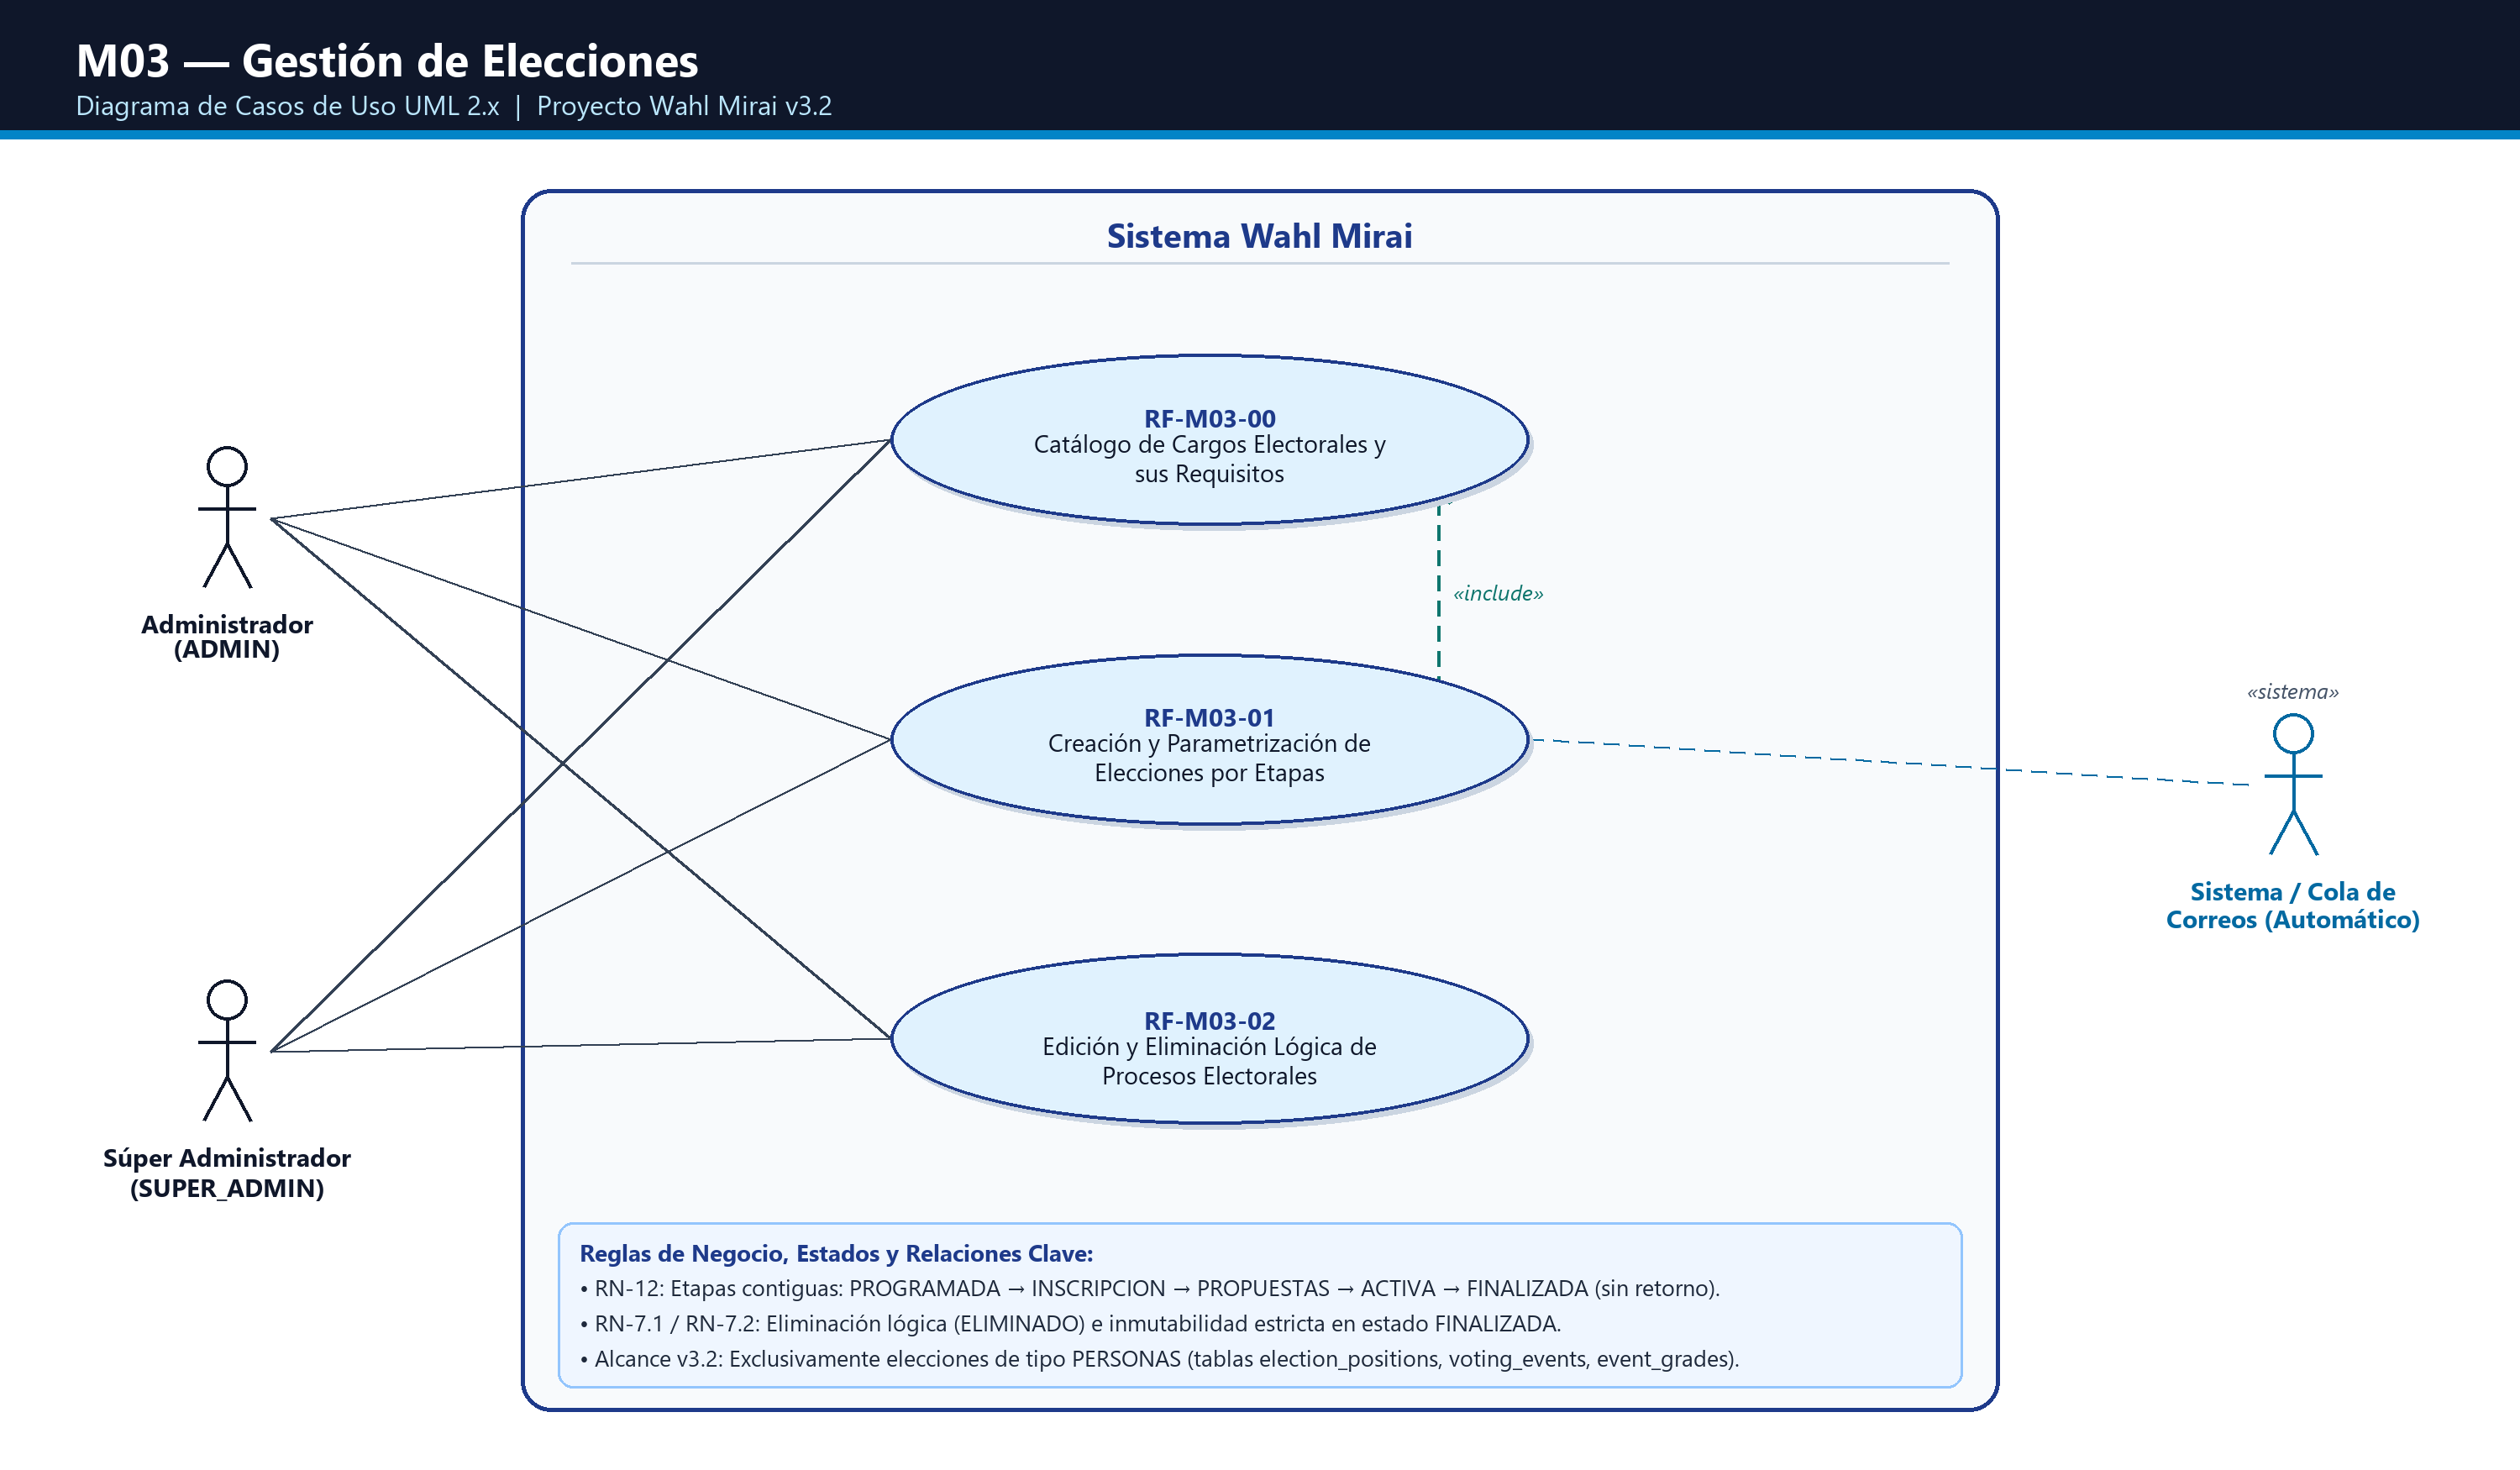 M03 — Gestión de Elecciones
Diagrama de Casos de Uso UML 2.x | Proyecto Wahl Mirai v3.2
Sistema Wahl Mirai
RF-M03-00
Catálogo de Cargos Electorales y
sus Requisitos
Administrador
(ADMIN)
«include»
RF-M03-01
Creación y Parametrización de
Elecciones por Etapas
«sistema»
Sistema / Cola de
Correos (Automático)
RF-M03-02
Edición y Eliminación Lógica de
Procesos Electorales
Súper Administrador
(SUPER_ADMIN)
Reglas de Negocio, Estados y Relaciones Clave:
• RN-12: Etapas contiguas: PROGRAMADA → INSCRIPCION → PROPUESTAS → ACTIVA → FINALIZADA (sin retorno).
• RN-7.1 / RN-7.2: Eliminación lógica (ELIMINADO) e inmutabilidad estricta en estado FINALIZADA.
• Alcance v3.2: Exclusivamente elecciones de tipo PERSONAS (tablas election_positions, voting_events, event_grades).